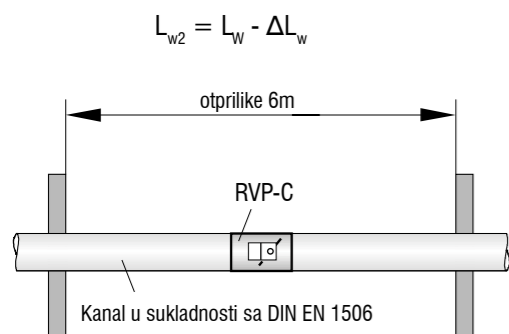 L_w2 = L_W - ΔL_w
otprilike 6m
RVP-C
Kanal u sukladnosti sa DIN EN 1506